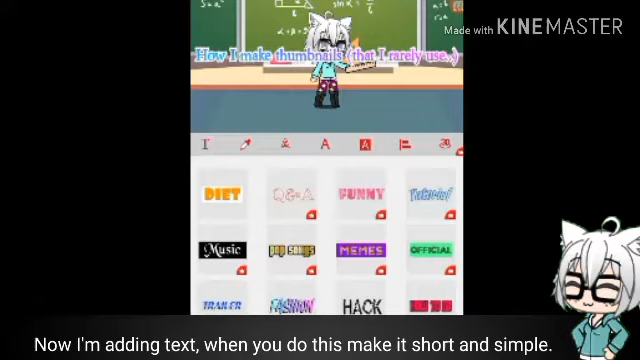 Made with KINEMASTER
How I make thumbnails (that I rarely use..)
DIET
Q&A
FUNNY
Tutorial
Music
POP SONGS
MEMES
OFFICIAL
TRAILER
FASHION
HACK
Now I'm adding text, when you do this make it short and simple.